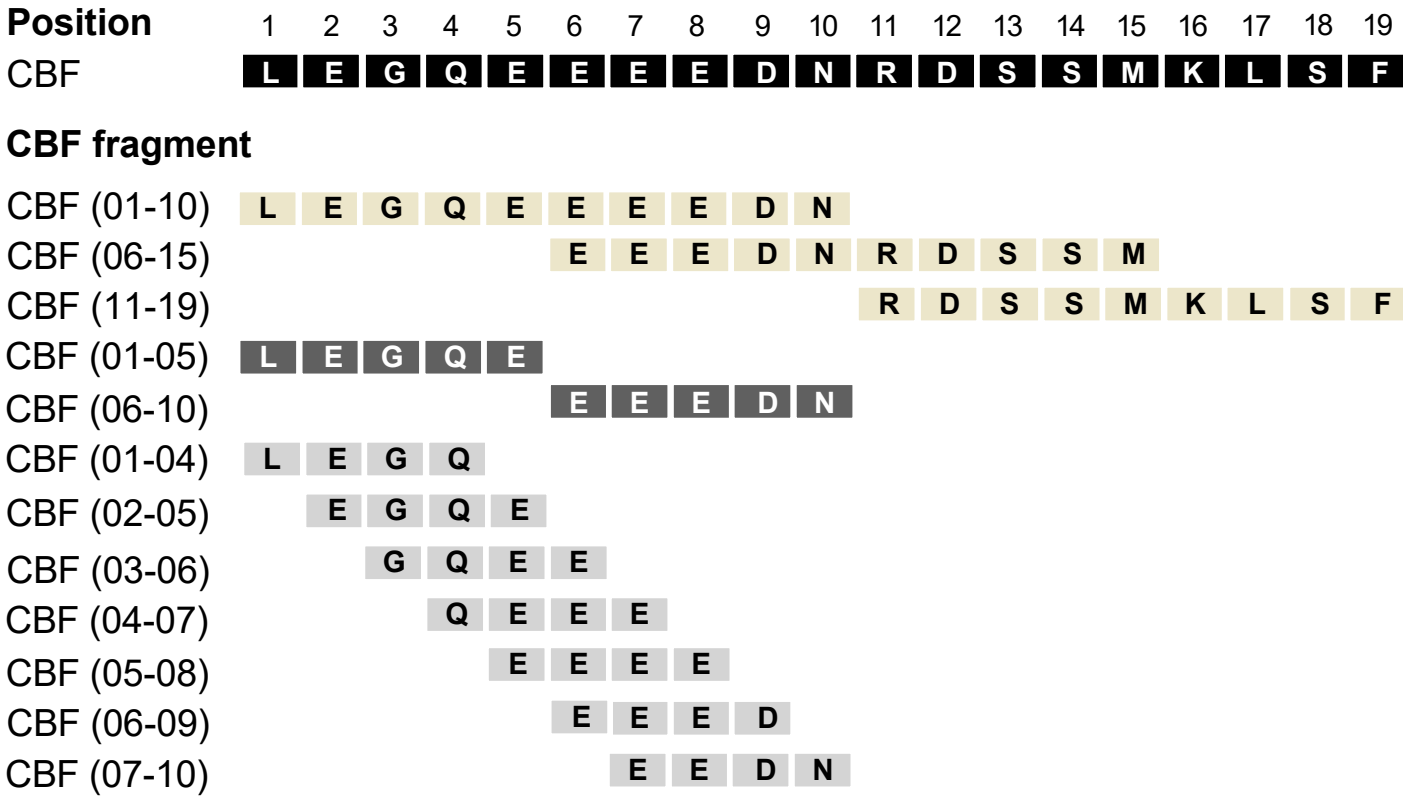 Position 1 2 3 4 5 6 7 8 9 10 11 12 13 14 15 16 17 18 19
CBF L E G Q E E E E D N R D S S M K L S F
CBF fragment
CBF (01-10) L E G Q E E E E D N
CBF (06-15) E E E D N R D S S M
CBF (11-19) R D S S M K L S F
CBF (01-05) L E G Q E
CBF (06-10) E E E D N
CBF (01-04) L E G Q
CBF (02-05) E G Q E
CBF (03-06) G Q E E
CBF (04-07) Q E E E
CBF (05-08) E E E E
CBF (06-09) E E E D
CBF (07-10) E E D N